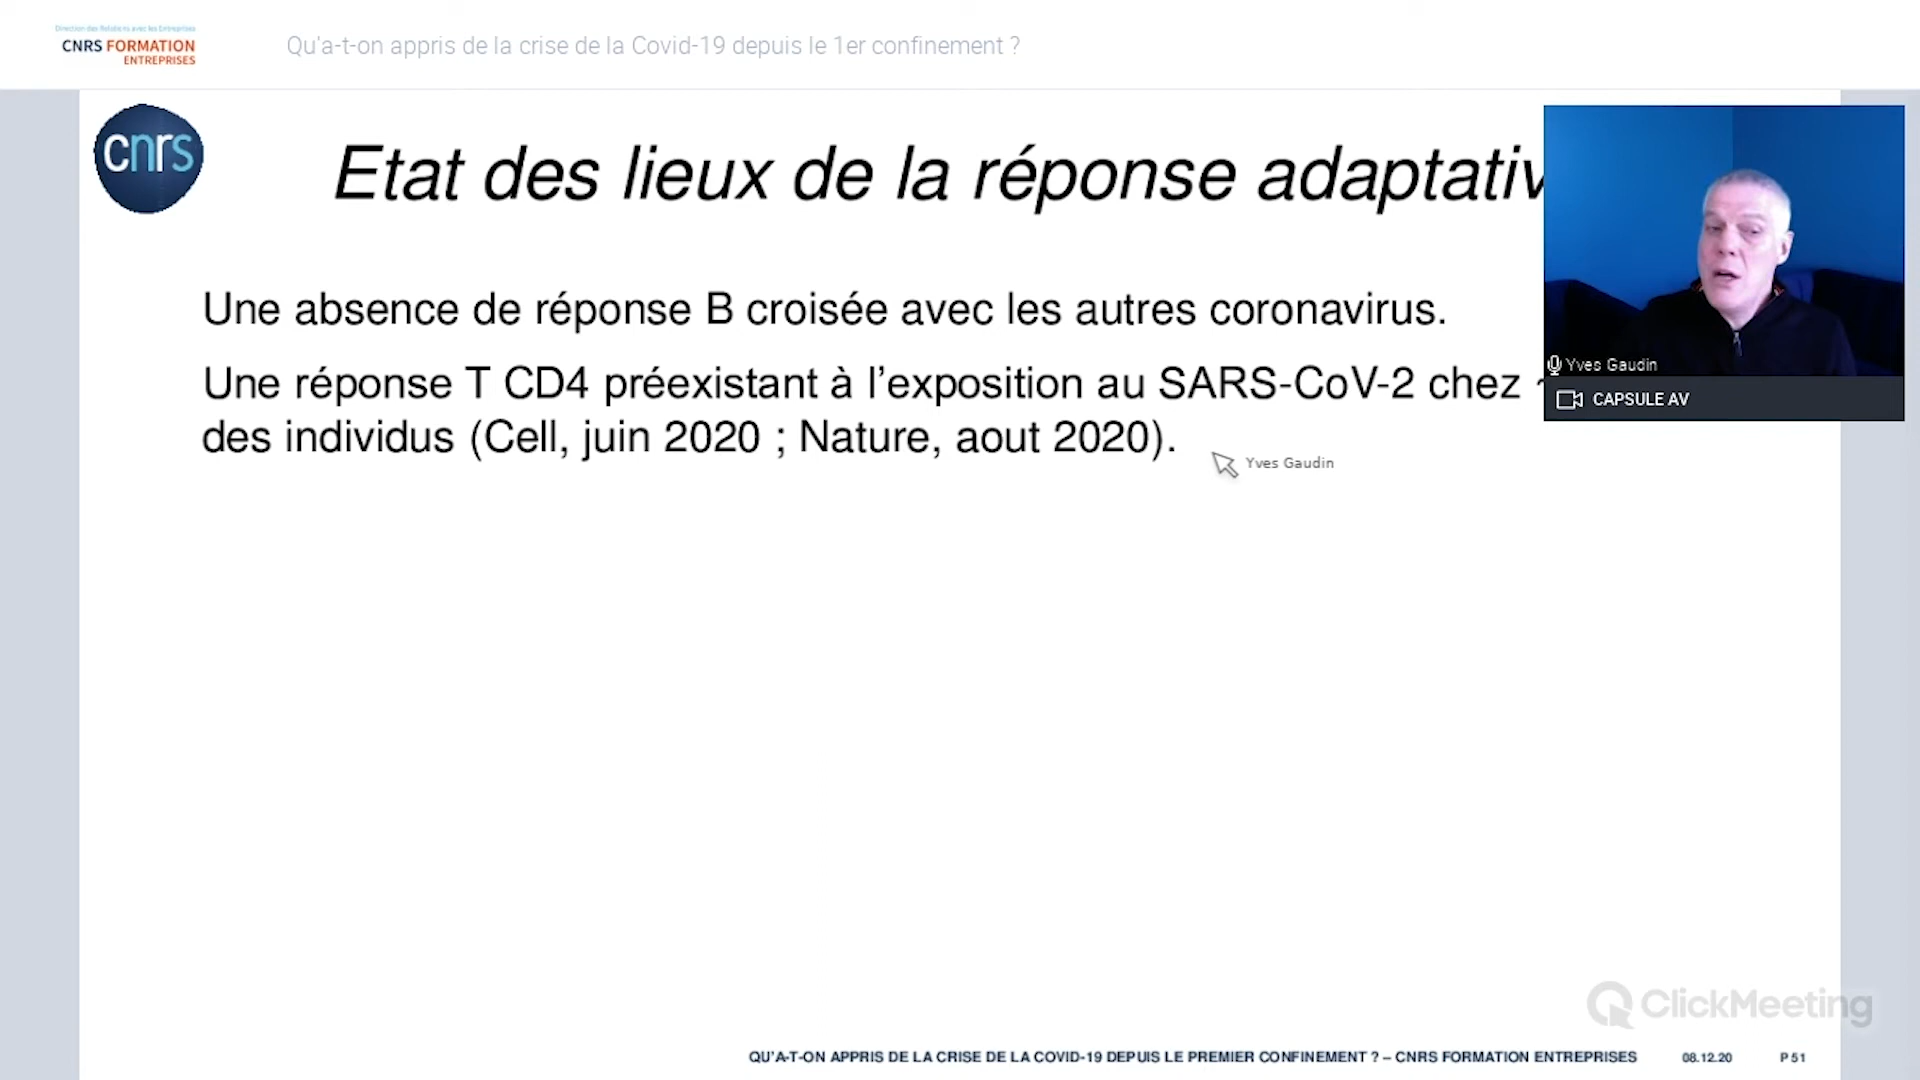 Direction des Relations avec les Entreprises
CNRS FORMATION
ENTREPRISES
Qu'a-t-on appris de la crise de la Covid-19 depuis le 1er confinement ?
cnrs
Etat des lieux de la réponse adaptativ
Une absence de réponse B croisée avec les autres coronavirus.
Une réponse T CD4 préexistant à l’exposition au SARS-CoV-2 chez
des individus (Cell, juin 2020 ; Nature, aout 2020).
Yves Gaudin
CAPSULE AV
Yves Gaudin
ClickMeeting
QU’A-T-ON APPRIS DE LA CRISE DE LA COVID-19 DEPUIS LE PREMIER CONFINEMENT ? – CNRS FORMATION ENTREPRISES 08.12.20 P 51